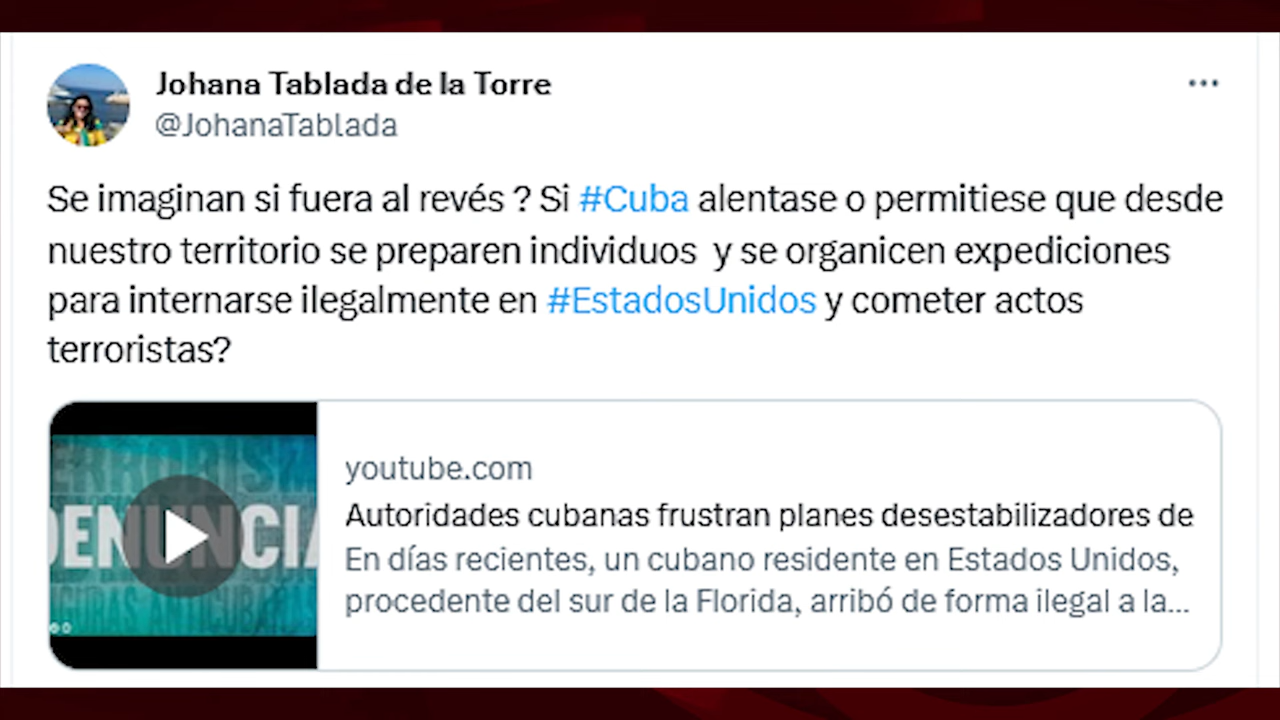 Johana Tablada de la Torre
@JohanaTablada
Se imaginan si fuera al revés ? Si #Cuba alentase o permitiese que desde
nuestro territorio se preparen individuos y se organicen expediciones
para internarse ilegalmente en #EstadosUnidos y cometer actos
terroristas?
DENUNCIA
youtube.com
Autoridades cubanas frustran planes desestabilizadores de
En días recientes, un cubano residente en Estados Unidos,
procedente del sur de la Florida, arribó de forma ilegal a la...